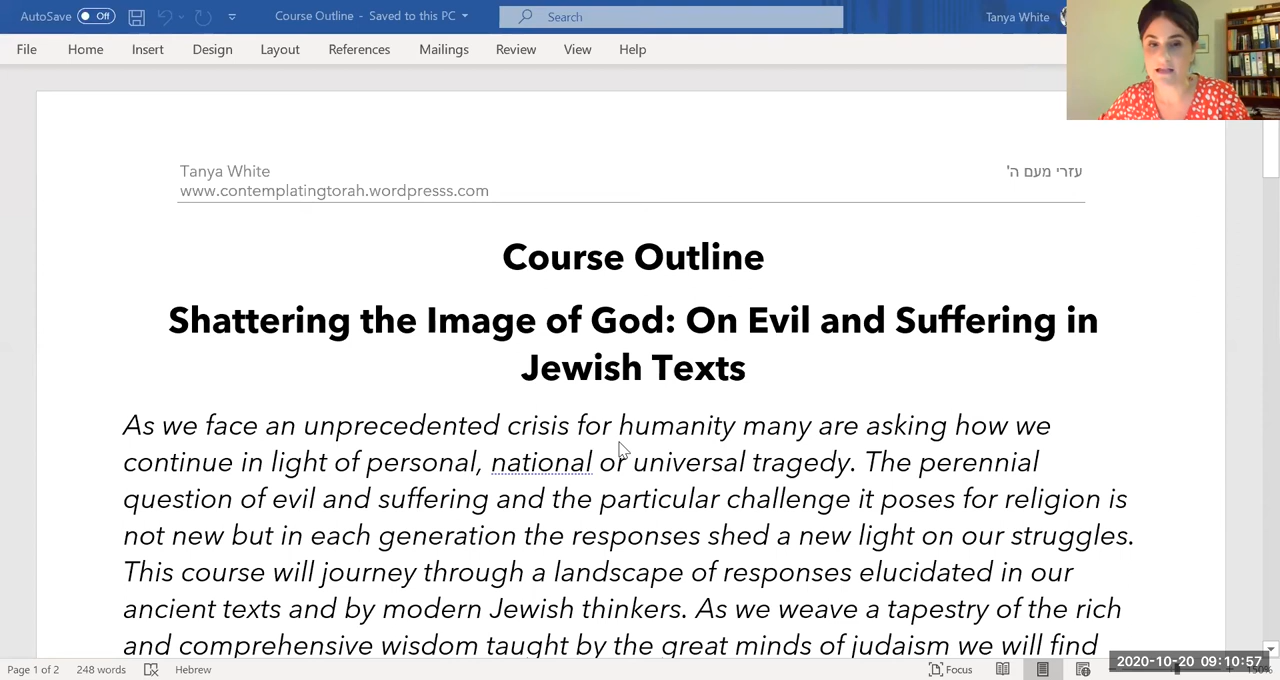 AutoSave Off Course Outline - Saved to this PC Search Tanya White
File Home Insert Design Layout References Mailings Review View Help
Tanya White עזרי מעם ה'
www.contemplatingtorah.wordpresss.com
Course Outline
Shattering the Image of God: On Evil and Suffering in
Jewish Texts
As we face an unprecedented crisis for humanity many are asking how we
continue in light of personal, national or universal tragedy. The perennial
question of evil and suffering and the particular challenge it poses for religion is
not new but in each generation the responses shed a new light on our struggles.
This course will journey through a landscape of responses elucidated in our
ancient texts and by modern Jewish thinkers. As we weave a tapestry of the rich
and comprehensive wisdom taught by the great minds of judaism we will find
Page 1 of 2 248 words Hebrew Focus 150%
2020-10-20 09:10:57